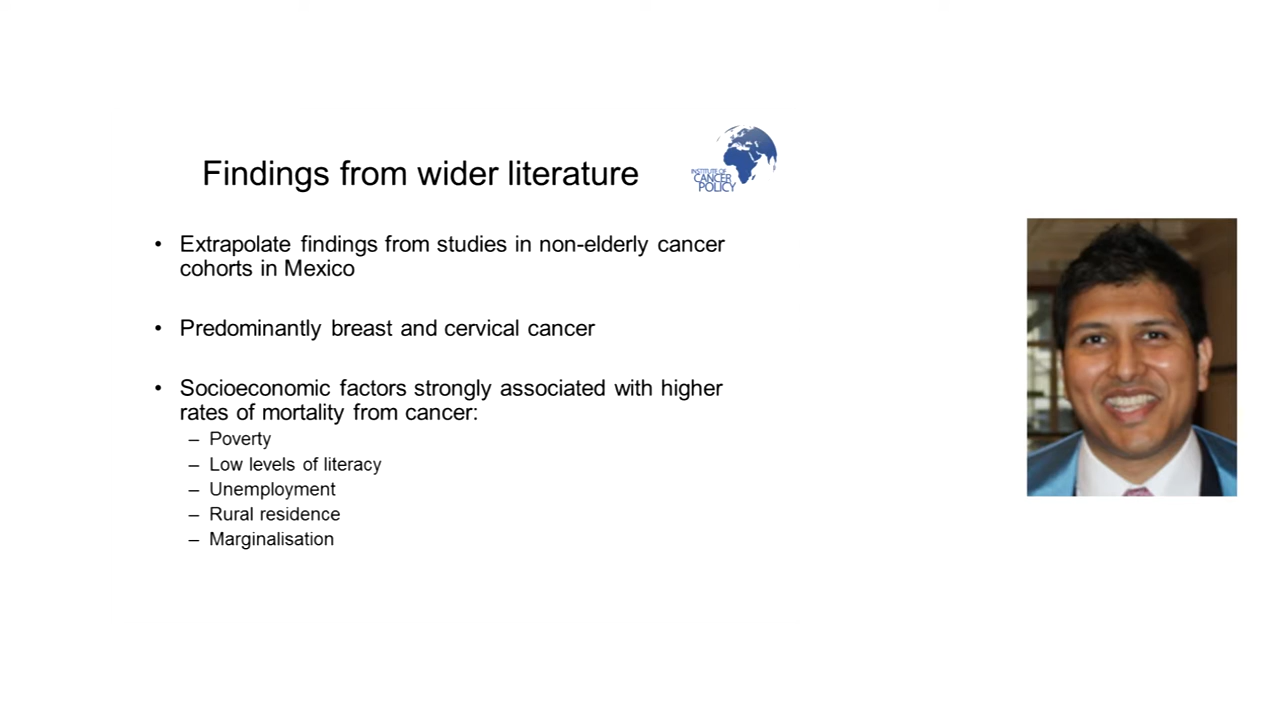 Findings from wider literature
INSTITUTE OF
CANCER
POLICY
• Extrapolate findings from studies in non-elderly cancer
cohorts in Mexico
• Predominantly breast and cervical cancer
• Socioeconomic factors strongly associated with higher
rates of mortality from cancer:
– Poverty
– Low levels of literacy
– Unemployment
– Rural residence
– Marginalisation